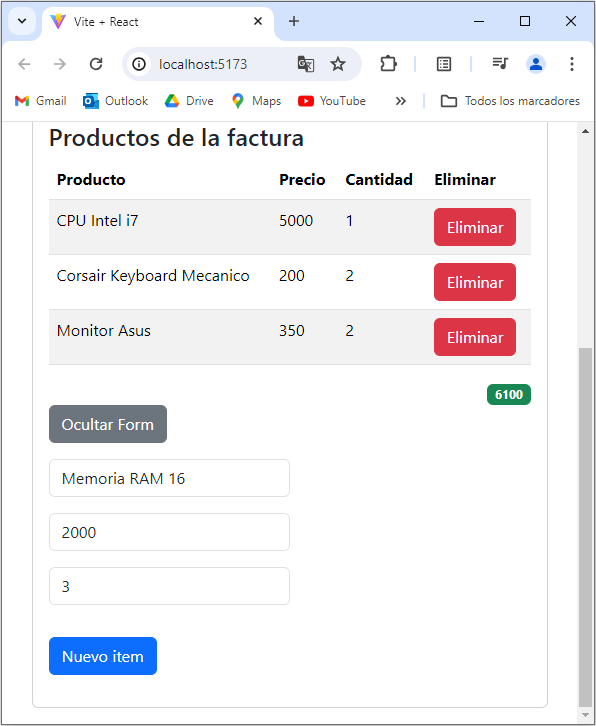 Vite + React
localhost:5173
Gmail Outlook Drive Maps YouTube Todos los marcadores
Productos de la factura
Producto Precio Cantidad Eliminar
CPU Intel i7 5000 1 Eliminar
Corsair Keyboard Mecanico 200 2 Eliminar
Monitor Asus 350 2 Eliminar
6100
Ocultar Form
Memoria RAM 16
2000
3
Nuevo item